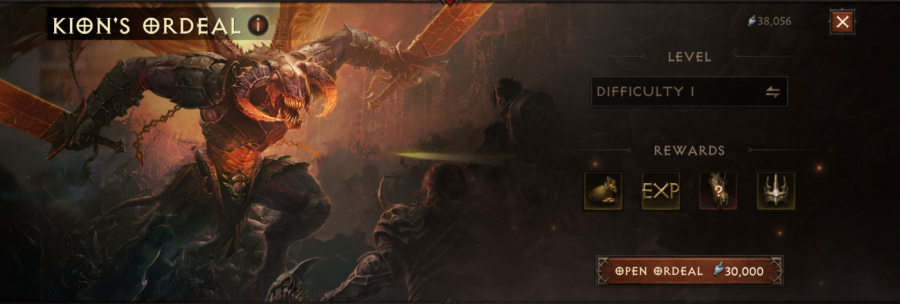 KION'S ORDEAL i
38,056
LEVEL
DIFFICULTY I
REWARDS
EXP ?
OPEN ORDEAL 30,000